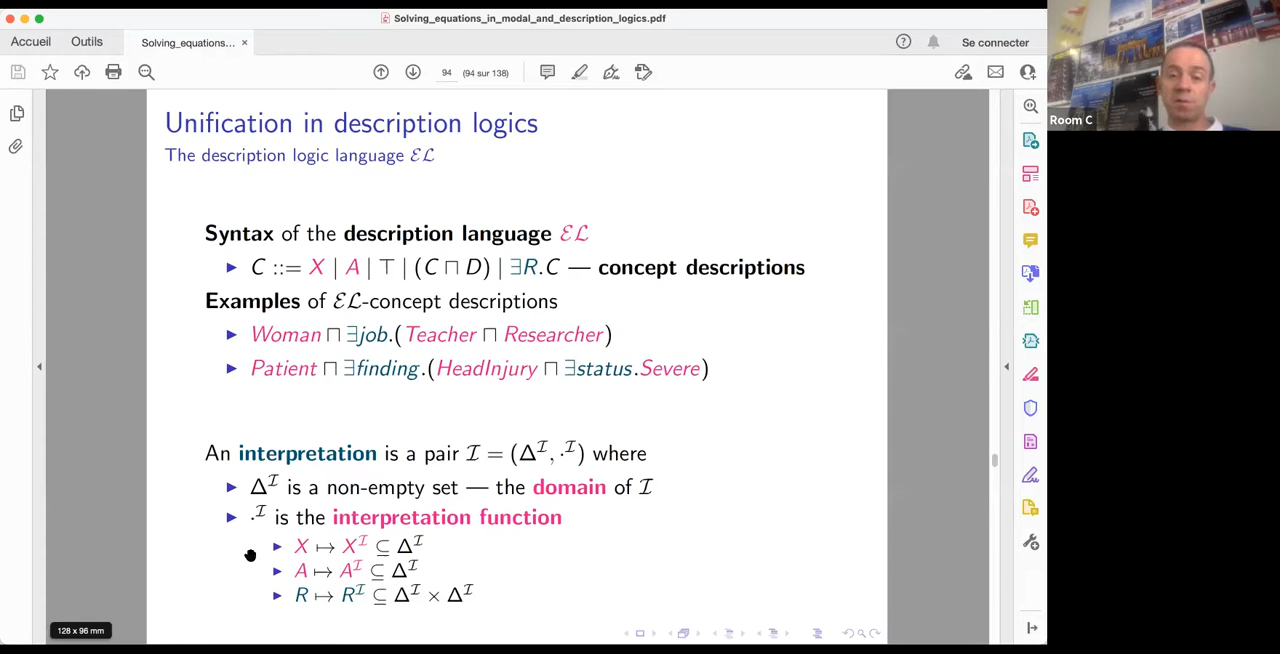 Solving_equations_in_modal_and_description_logics.pdf
Accueil Outils Solving_equations... × Se connecter
94 (94 sur 138)
Room C
Unification in description logics
The description logic language ℰℒ
Syntax of the description language ℰℒ
▶ C ::= X | A | ⊤ | (C ⊓ D) | ∃R.C — concept descriptions
Examples of ℰℒ-concept descriptions
▶ Woman ⊓ ∃job.(Teacher ⊓ Researcher)
▶ Patient ⊓ ∃finding.(HeadInjury ⊓ ∃status.Severe)
An interpretation is a pair ℐ = (Δ^ℐ, ·^ℐ) where
▶ Δ^ℐ is a non-empty set — the domain of ℐ
▶ ·^ℐ is the interpretation function
▶ X ↦ X^ℐ ⊆ Δ^ℐ
▶ A ↦ A^ℐ ⊆ Δ^ℐ
▶ R ↦ R^ℐ ⊆ Δ^ℐ × Δ^ℐ
128 x 96 mm